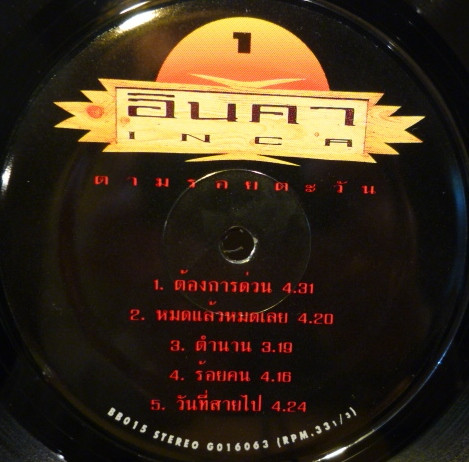 1
อินคา
INCA
ตามรอยตะวัน
1. ต้องการด่วน 4.31
2. หมดแล้วหมดเลย 4.20
3. ตำนาน 3.19
4. ร้อยคน 4.16
5. วันที่สายไป 4.24
BB015 STEREO G016063 (RPM.33 1/3)